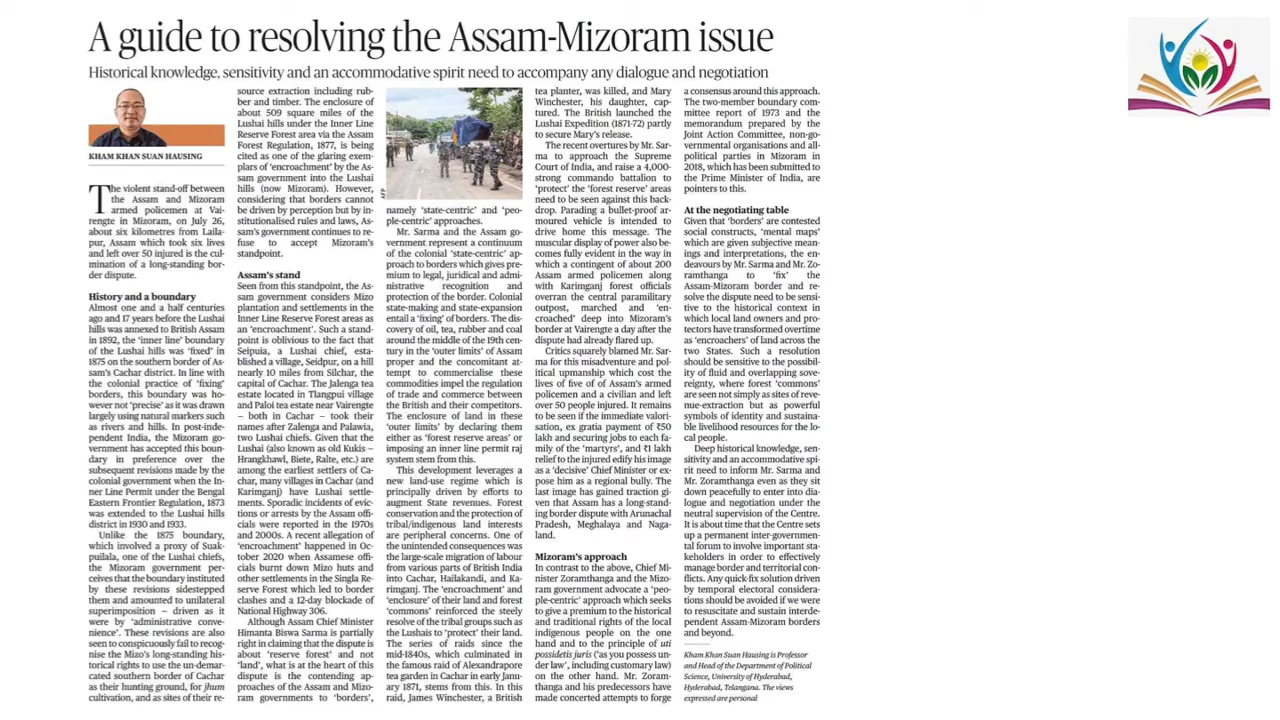 A guide to resolving the Assam-Mizoram issue
Historical knowledge, sensitivity and an accommodative spirit need to accompany any dialogue and negotiation
KHAM KHAN SUAN HAUSING
The violent stand-off between
the Assam and Mizoram
armed policemen at Vai-
rengte in Mizoram, on July 26,
about six kilometres from Laila-
pur, Assam which took six lives
and left over 50 injured is the cul-
mination of a long-standing bor-
der dispute.
History and a boundary
Almost one and a half centuries
ago and 17 years before the Lushai
hills was annexed to British Assam
in 1892, the 'inner line' boundary
of the Lushai hills was 'fixed' in
1875 on the southern border of As-
sam's Cachar district. In line with
the colonial practice of 'fixing'
borders, this boundary was ho-
wever not 'precise' as it was drawn
largely using natural markers such
as rivers and hills. In post-inde-
pendent India, the Mizoram go-
vernment has accepted this boun-
dary in preference over the
subsequent revisions made by the
colonial government when the In-
ner Line Permit under the Bengal
Eastern Frontier Regulation, 1873
was extended to the Lushai hills
district in 1930 and 1933.
Unlike the 1875 boundary,
which involved a proxy of Suak-
puilala, one of the Lushai chiefs,
the Mizoram government per-
ceives that the boundary instituted
by these revisions sidestepped
them and amounted to unilateral
superimposition – driven as it
were by 'administrative conve-
nience'. These revisions are also
seen to conspicuously fail to recog-
nise the Mizo's long-standing his-
torical rights to use the un-demar-
cated southern border of Cachar
as their hunting ground, for jhum
cultivation, and as sites of their re-
source extraction including rub-
ber and timber. The enclosure of
about 509 square miles of the
Lushai hills under the Inner Line
Reserve Forest area via the Assam
Forest Regulation, 1877, is being
cited as one of the glaring exem-
plars of 'encroachment' by the As-
sam government into the Lushai
hills (now Mizoram). However,
considering that borders cannot
be driven by perception but by in-
stitutionalised rules and laws, As-
sam's government continues to re-
fuse to accept Mizoram's
standpoint.
Assam's stand
Seen from this standpoint, the As-
sam government considers Mizo
plantation and settlements in the
Inner Line Reserve Forest areas as
an 'encroachment'. Such a stand-
point is oblivious to the fact that
Seipuia, a Lushai chief, esta-
blished a village, Seidpur, on a hill
nearly 10 miles from Silchar, the
capital of Cachar. The Jalenga tea
estate located in Tlangpui village
and Paloi tea estate near Vairengte
– both in Cachar – took their
names after Zalenga and Palawia,
two Lushai chiefs. Given that the
Lushai (also known as old Kukis –
Hrangkhawl, Biete, Ralte, etc.) are
among the earliest settlers of Ca-
char, many villages in Cachar (and
Karimganj) have Lushai settle-
ments. Sporadic incidents of evic-
tions or arrests by the Assam offi-
cials were reported in the 1970s
and 2000s. A recent allegation of
'encroachment' happened in Oc-
tober 2020 when Assamese offi-
cials burnt down Mizo huts and
other settlements in the Singla Re-
serve Forest which led to border
clashes and a 12-day blockade of
National Highway 306.
Although Assam Chief Minister
Himanta Biswa Sarma is partially
right in claiming that the dispute is
about 'reserve forest' and not
'land', what is at the heart of this
dispute is the contending ap-
proaches of the Assam and Mizo-
ram governments to 'borders',
AFP
namely 'state-centric' and 'peo-
ple-centric' approaches.
Mr. Sarma and the Assam go-
vernment represent a continuum
of the colonial 'state-centric' ap-
proach to borders which gives pre-
mium to legal, juridical and admi-
nistrative recognition and
protection of the border. Colonial
state-making and state-expansion
entail a 'fixing' of borders. The dis-
covery of oil, tea, rubber and coal
around the middle of the 19th cen-
tury in the 'outer limits' of Assam
proper and the concomitant at-
tempt to commercialise these
commodities impel the regulation
of trade and commerce between
the British and their competitors.
The enclosure of land in these
'outer limits' by declaring them
either as 'forest reserve areas' or
imposing an inner line permit raj
system stem from this.
This development leverages a
new land-use regime which is
principally driven by efforts to
augment State revenues. Forest
conservation and the protection of
tribal/indigenous land interests
are peripheral concerns. One of
the unintended consequences was
the large-scale migration of labour
from various parts of British India
into Cachar, Hailakandi, and Ka-
rimganj. The 'encroachment' and
'enclosure' of their land and forest
'commons' reinforced the steely
resolve of the tribal groups such as
the Lushais to 'protect' their land.
The series of raids since the
mid-1840s, which culminated in
the famous raid of Alexandrapore
tea garden in Cachar in early Janu-
ary 1871, stems from this. In this
raid, James Winchester, a British
tea planter, was killed, and Mary
Winchester, his daughter, cap-
tured. The British launched the
Lushai Expedition (1871-72) partly
to secure Mary's release.
The recent overtures by Mr. Sar-
ma to approach the Supreme
Court of India, and raise a 4,000-
strong commando battalion to
'protect' the 'forest reserve' areas
need to be seen against this back-
drop. Parading a bullet-proof ar-
moured vehicle is intended to
drive home this message. The
muscular display of power also be-
comes fully evident in the way in
which a contingent of about 200
Assam armed policemen along
with Karimganj forest officials
overran the central paramilitary
outpost, marched and 'en-
croached' deep into Mizoram's
border at Vairengte a day after the
dispute had already flared up.
Critics squarely blamed Mr. Sar-
ma for this misadventure and pol-
itical upmanship which cost the
lives of five of of Assam's armed
policemen and a civilian and left
over 50 people injured. It remains
to be seen if the immediate valori-
sation, ex gratia payment of ₹50
lakh and securing jobs to each fa-
mily of the 'martyrs', and ₹1 lakh
relief to the injured edify his image
as a 'decisive' Chief Minister or ex-
pose him as a regional bully. The
last image has gained traction gi-
ven that Assam has a long-stand-
ing border dispute with Arunachal
Pradesh, Meghalaya and Naga-
land.
Mizoram's approach
In contrast to the above, Chief Mi-
nister Zoramthanga and the Mizo-
ram government advocate a 'peo-
ple-centric' approach which seeks
to give a premium to the historical
and traditional rights of the local
indigenous people on the one
hand and to the principle of uti
possidetis juris ('as you possess un-
der law', including customary law)
on the other hand. Mr. Zoram-
thanga and his predecessors have
made concerted attempts to forge
a consensus around this approach.
The two-member boundary com-
mittee report of 1973 and the
memorandum prepared by the
Joint Action Committee, non-go-
vernmental organisations and all-
political parties in Mizoram in
2018, which has been submitted to
the Prime Minister of India, are
pointers to this.
At the negotiating table
Given that 'borders' are contested
social constructs, 'mental maps'
which are given subjective mean-
ings and interpretations, the en-
deavours by Mr. Sarma and Mr. Zo-
ramthanga to 'fix' the
Assam-Mizoram border and re-
solve the dispute need to be sensi-
tive to the historical context in
which local land owners and pro-
tectors have transformed overtime
as 'encroachers' of land across the
two States. Such a resolution
should be sensitive to the possibil-
ity of fluid and overlapping sove-
reignty, where forest 'commons'
are seen not simply as sites of rev-
enue-extraction but as powerful
symbols of identity and sustaina-
ble livelihood resources for the lo-
cal people.
Deep historical knowledge, sen-
sitivity and an accommodative spi-
rit need to inform Mr. Sarma and
Mr. Zoramthanga even as they sit
down peacefully to enter into dia-
logue and negotiation under the
neutral supervision of the Centre.
It is about time that the Centre sets
up a permanent inter-governmen-
tal forum to involve important sta-
keholders in order to effectively
manage border and territorial con-
flicts. Any quick-fix solution driven
by temporal electoral considera-
tions should be avoided if we were
to resuscitate and sustain interde-
pendent Assam-Mizoram borders
and beyond.
Kham Khan Suan Hausing is Professor
and Head of the Department of Political
Science, University of Hyderabad,
Hyderabad, Telangana. The views
expressed are personal